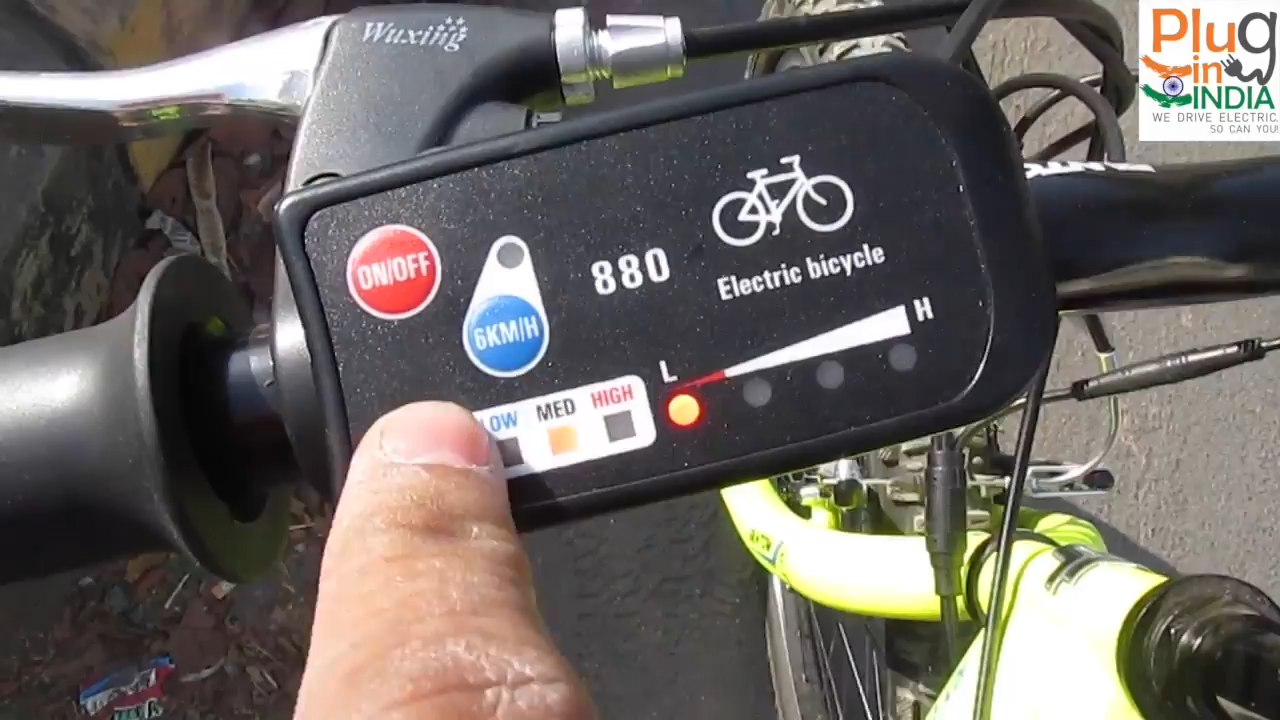 Wuxing
Plug
in
INDIA
WE DRIVE ELECTRIC.
SO CAN YOU!
ON/OFF
6KM/H
880
Electric bicycle
L
H
LOW MED HIGH